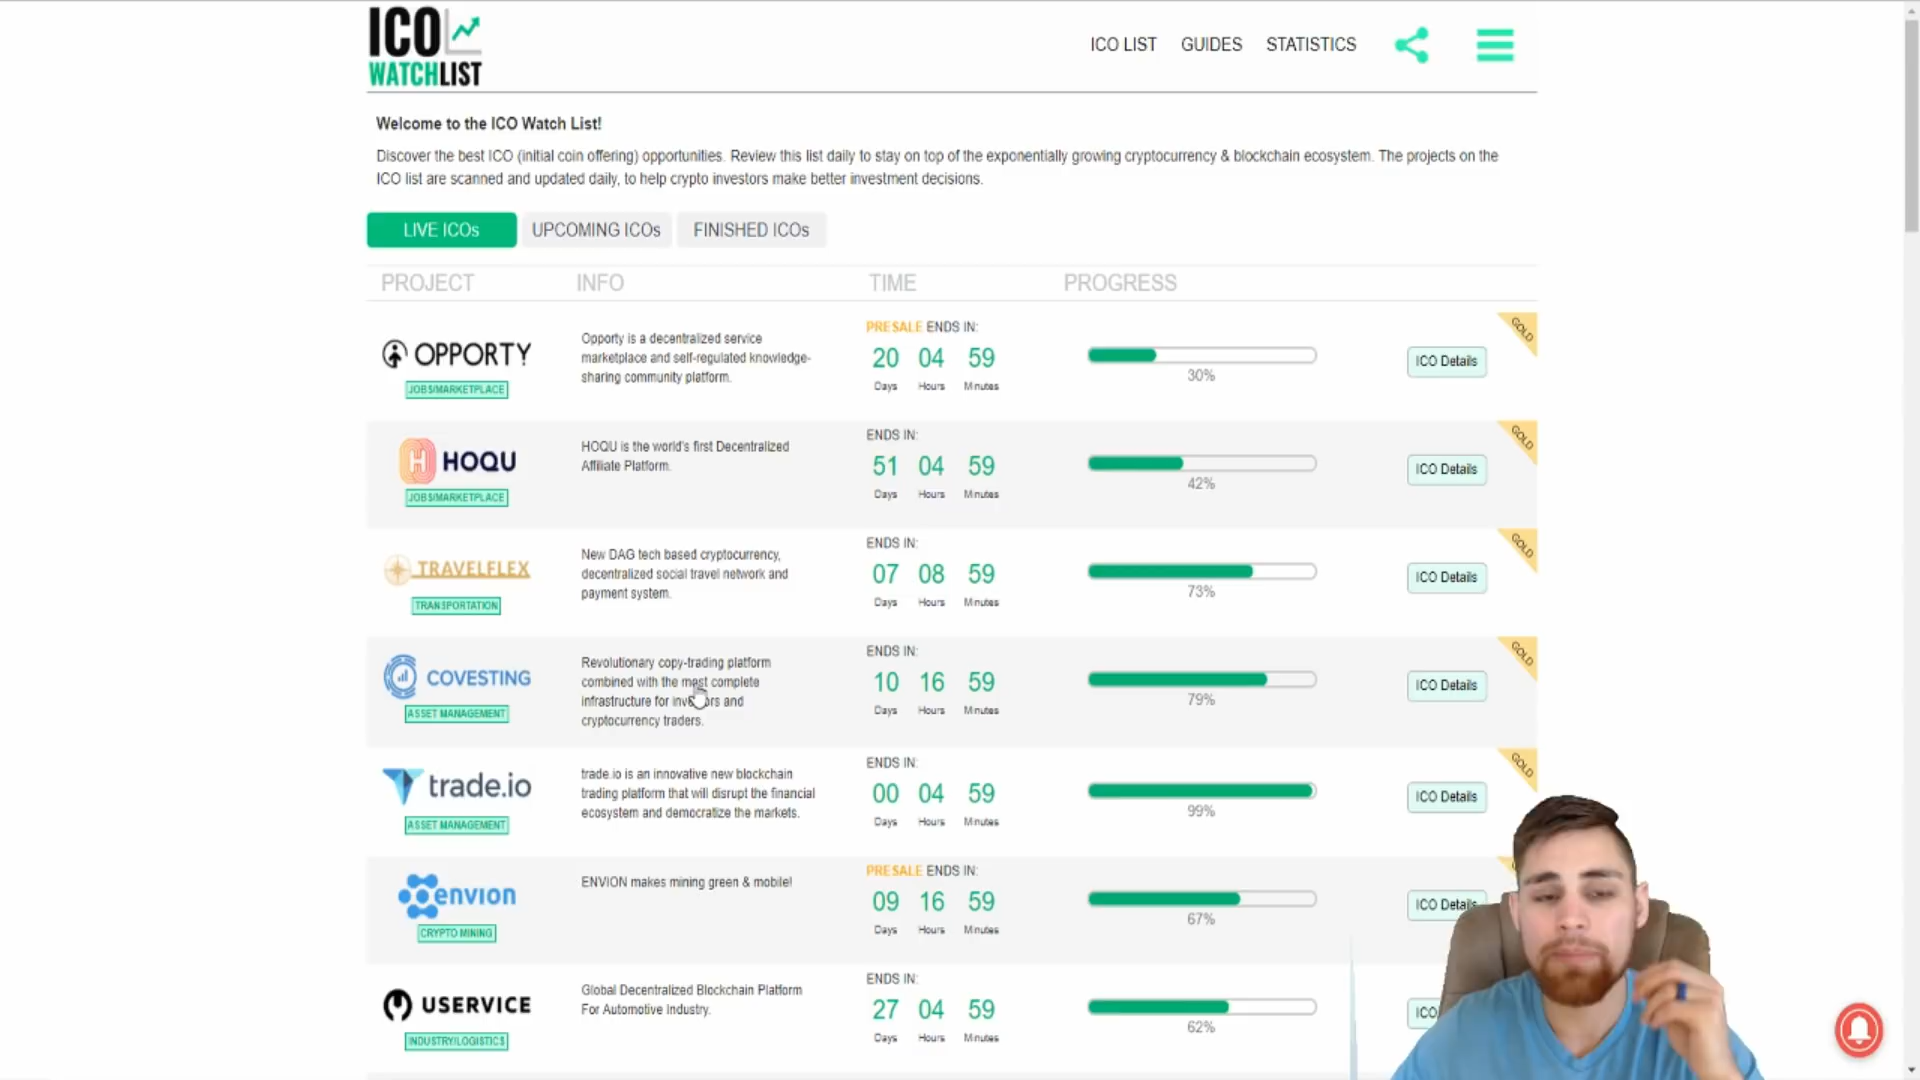 ICO
WATCHLIST
ICO LIST
GUIDES
STATISTICS
Welcome to the ICO Watch List!
Discover the best ICO (initial coin offering) opportunities. Review this list daily to stay on top of the exponentially growing cryptocurrency & blockchain ecosystem. The projects on the
ICO list are scanned and updated daily, to help crypto investors make better investment decisions.
LIVE ICOs
UPCOMING ICOs
FINISHED ICOs
PROJECT
INFO
TIME
PROGRESS
OPPORTY
JOBS/MARKETPLACE
Opporty is a decentralized service
marketplace and self-regulated knowledge-
sharing community platform.
PRESALE ENDS IN:
20 04 59
Days Hours Minutes
30%
ICO Details
GOLD
HOQU
JOBS/MARKETPLACE
HOQU is the world's first Decentralized
Affiliate Platform.
ENDS IN:
51 04 59
Days Hours Minutes
42%
ICO Details
GOLD
TRAVELFLEX
TRANSPORTATION
New DAG tech based cryptocurrency,
decentralized social travel network and
payment system.
ENDS IN:
07 08 59
Days Hours Minutes
73%
ICO Details
GOLD
COVESTING
ASSET MANAGEMENT
Revolutionary copy-trading platform
combined with the most complete
infrastructure for investors and
cryptocurrency traders.
ENDS IN:
10 16 59
Days Hours Minutes
79%
ICO Details
GOLD
trade.io
ASSET MANAGEMENT
trade.io is an innovative new blockchain
trading platform that will disrupt the financial
ecosystem and democratize the markets.
ENDS IN:
00 04 59
Days Hours Minutes
99%
ICO Details
GOLD
envion
CRYPTO MINING
ENVION makes mining green & mobile!
PRESALE ENDS IN:
09 16 59
Days Hours Minutes
67%
ICO Details
USERVICE
INDUSTRY/LOGISTICS
Global Decentralized Blockchain Platform
For Automotive Industry.
ENDS IN:
27 04 59
Days Hours Minutes
62%
ICO